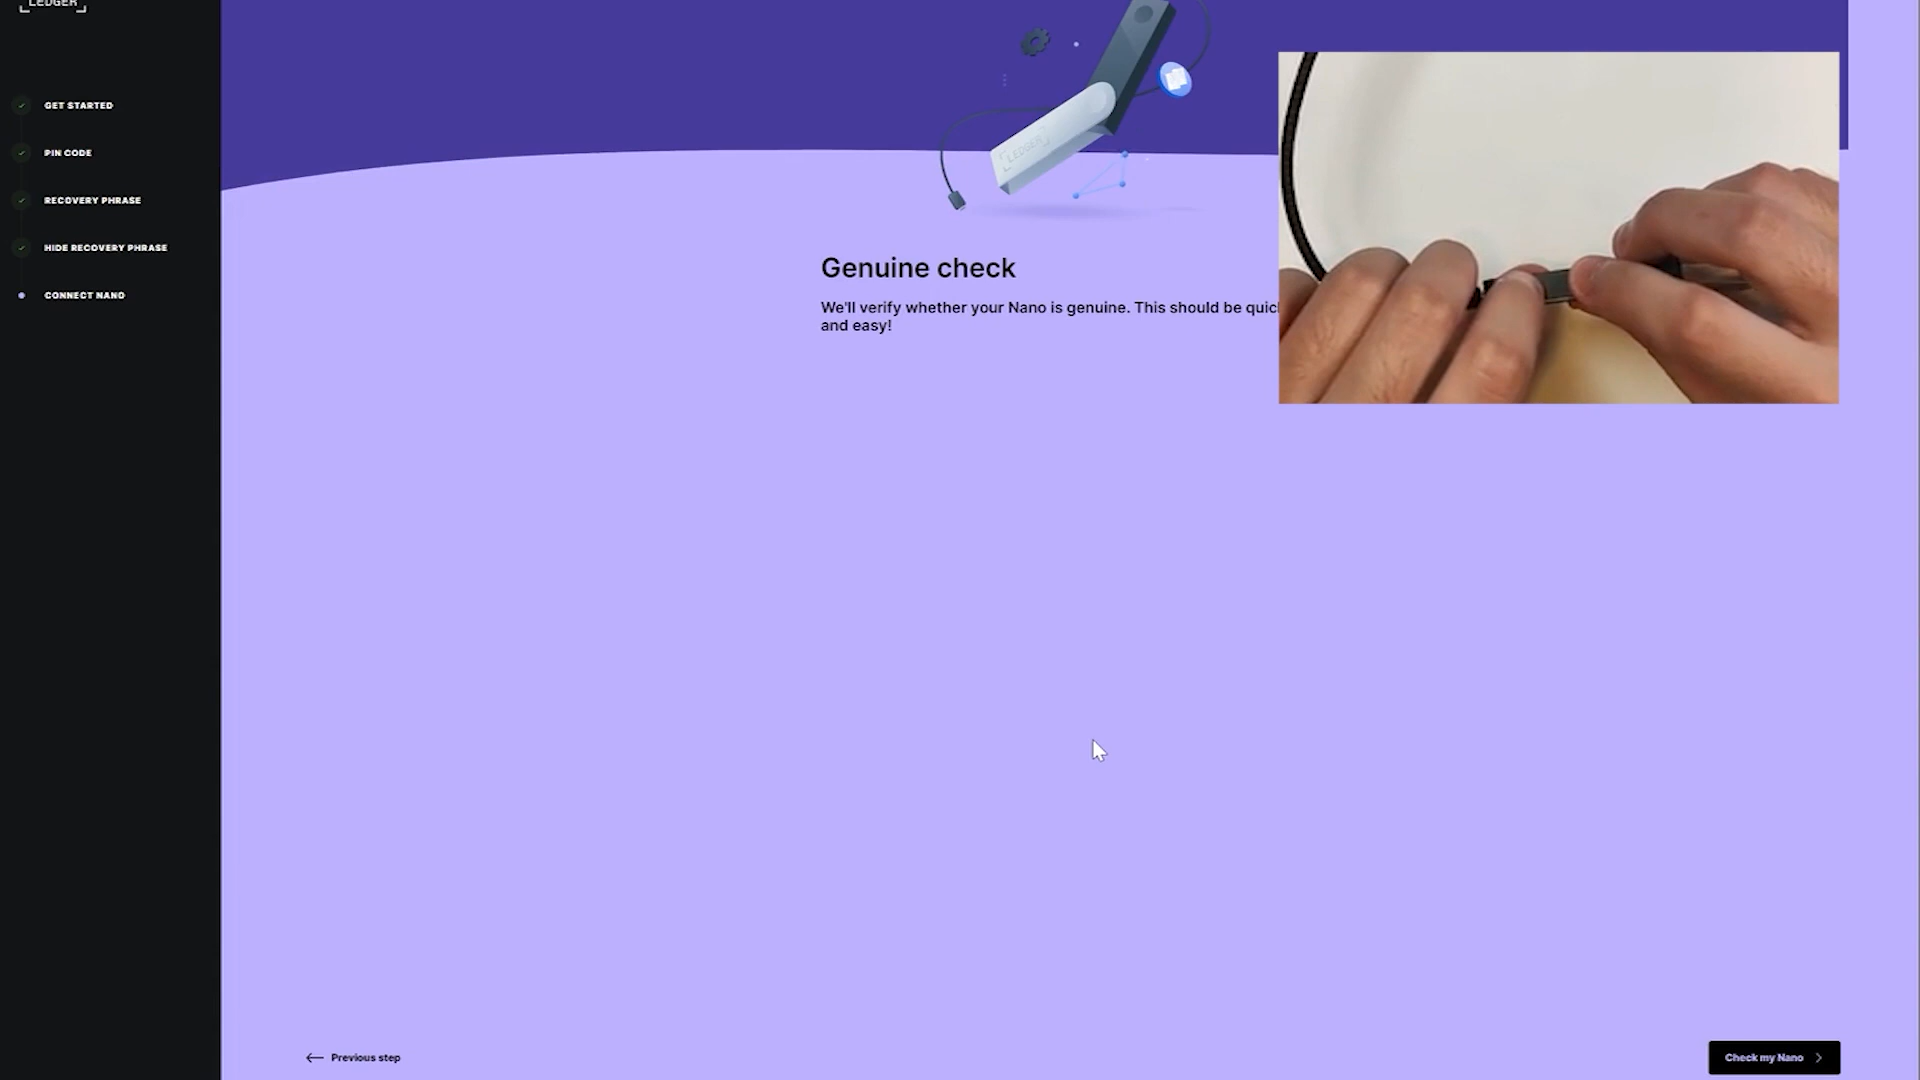 LEDGER
GET STARTED
PIN CODE
RECOVERY PHRASE
HIDE RECOVERY PHRASE
CONNECT NANO
LEDGER
Genuine check
We'll verify whether your Nano is genuine. This should be
and easy!
Previous step
Check my Nano